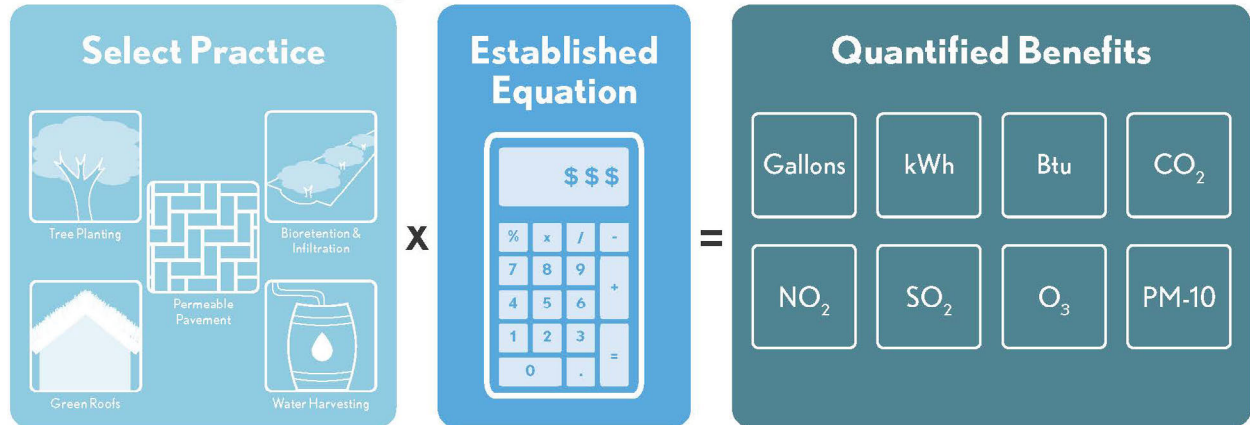 Select Practice
Tree Planting
Bioretention &
Infiltration
Permeable
Pavement
Green Roofs
Water Harvesting
x
Established
Equation
$ $ $
% x / -
7 8 9
+
4 5 6
1 2 3
=
0 .
=
Quantified Benefits
Gallons kWh Btu CO₂
NO₂ SO₂ O₃ PM-10